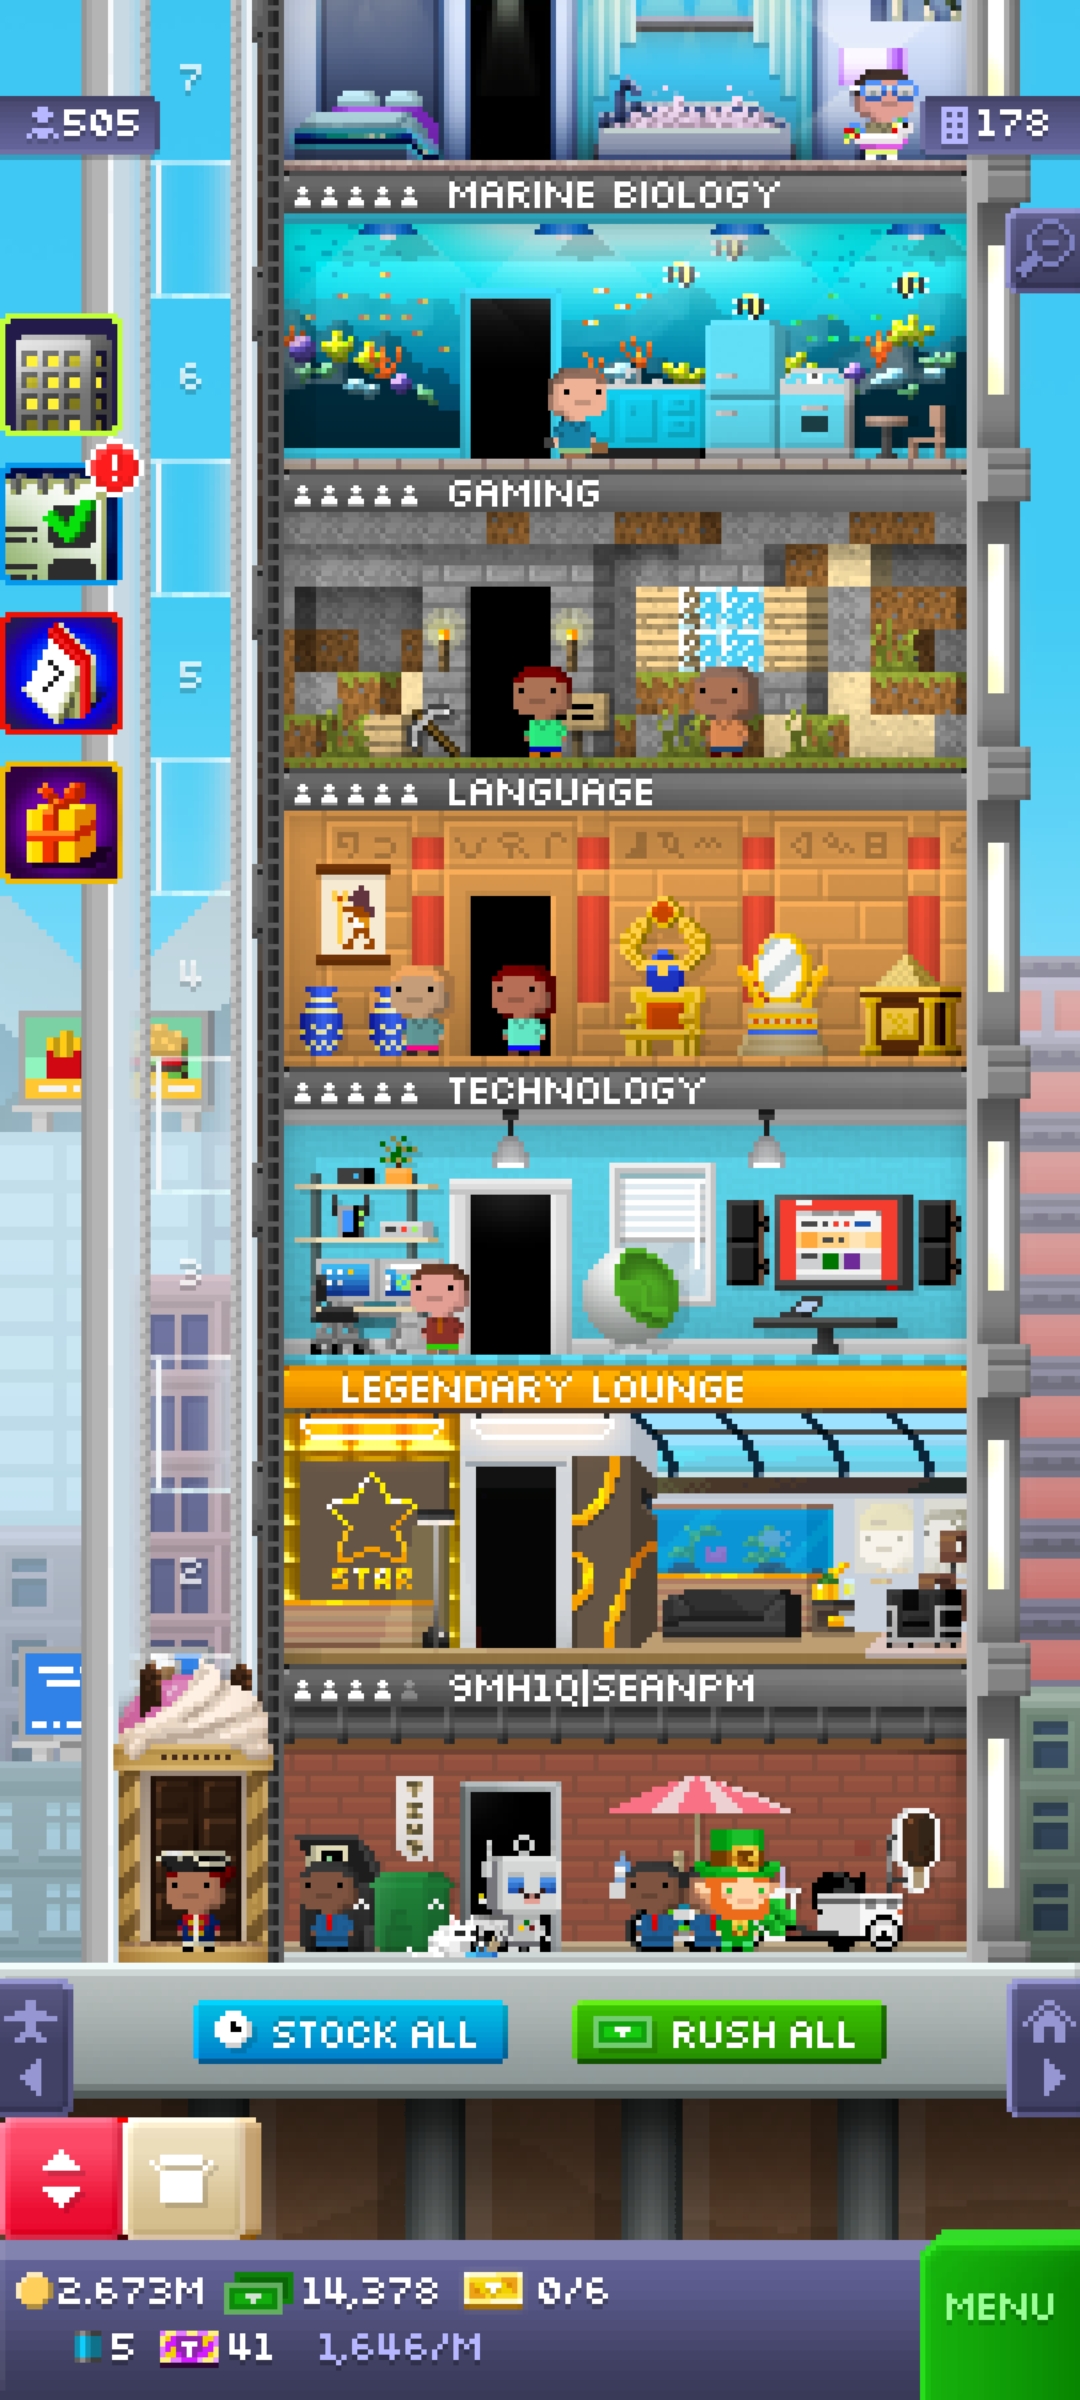 7
505
178
MARINE BIOLOGY
6
GAMING
5
LANGUAGE
4
TECHNOLOGY
3
LEGENDARY LOUNGE
STAR
2
9MH1Q|SEANPM
STOCK ALL
RUSH ALL
2.673M
14,378
0/6
5
T
41
1,646/M
MENU